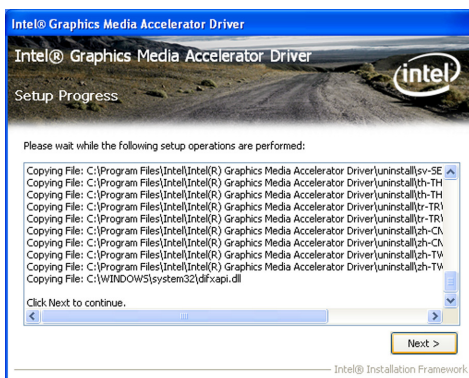 Intel® Graphics Media Accelerator Driver
Intel® Graphics Media Accelerator Driver
intel
Setup Progress
Please wait while the following setup operations are performed:
Copying File: C:\Program Files\Intel\Intel(R) Graphics Media Accelerator Driver\uninstall\sv-SE
Copying File: C:\Program Files\Intel\Intel(R) Graphics Media Accelerator Driver\uninstall\th-TH
Copying File: C:\Program Files\Intel\Intel(R) Graphics Media Accelerator Driver\uninstall\th-TH
Copying File: C:\Program Files\Intel\Intel(R) Graphics Media Accelerator Driver\uninstall\tr-TR\
Copying File: C:\Program Files\Intel\Intel(R) Graphics Media Accelerator Driver\uninstall\tr-TR\
Copying File: C:\Program Files\Intel\Intel(R) Graphics Media Accelerator Driver\uninstall\zh-CN
Copying File: C:\Program Files\Intel\Intel(R) Graphics Media Accelerator Driver\uninstall\zh-CN
Copying File: C:\Program Files\Intel\Intel(R) Graphics Media Accelerator Driver\uninstall\zh-TW
Copying File: C:\Program Files\Intel\Intel(R) Graphics Media Accelerator Driver\uninstall\zh-TW
Copying File: C:\WINDOWS\system32\difxapi.dll
Click Next to continue.
Next >
Intel® Installation Framework